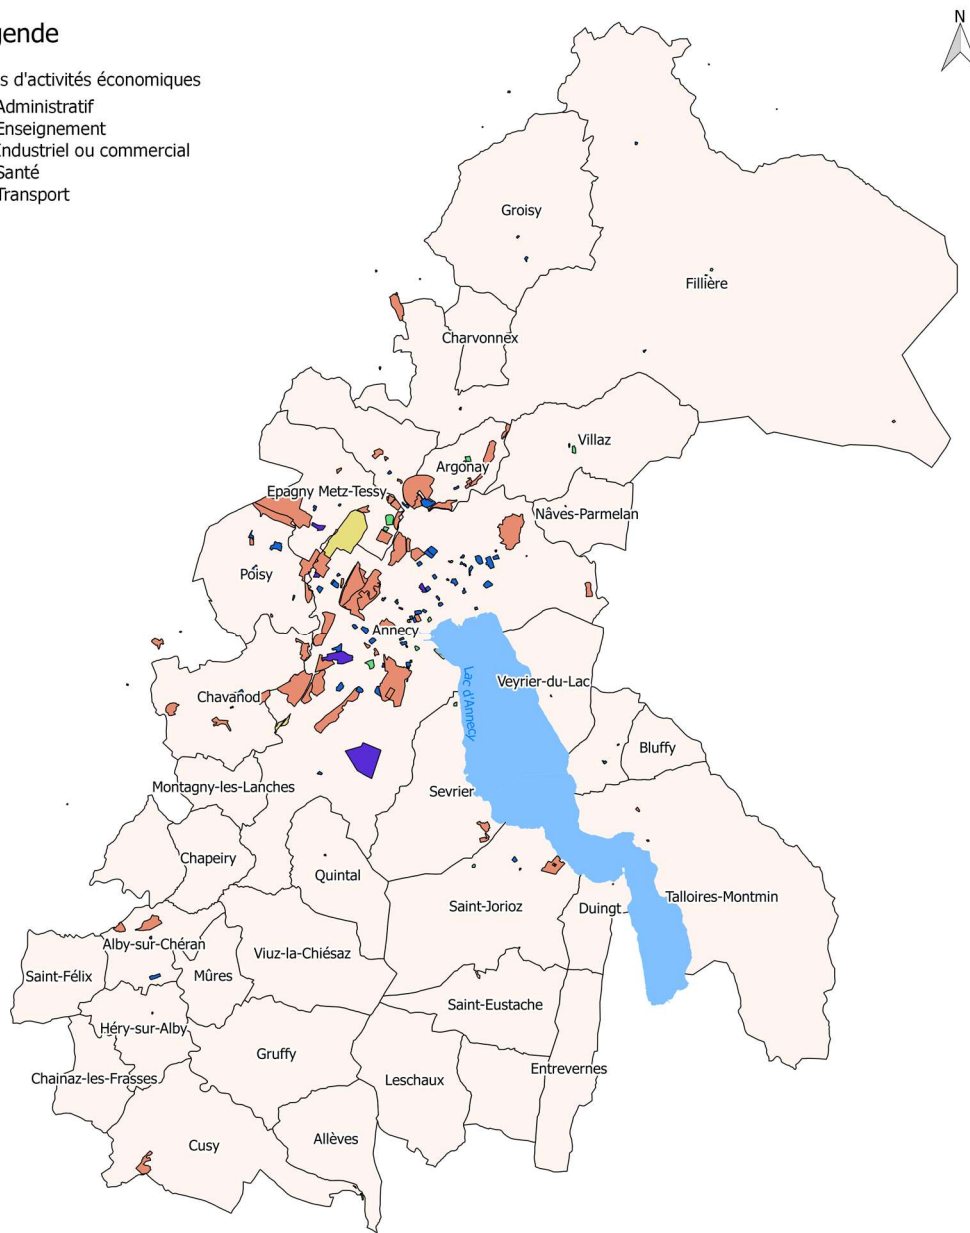 N
gende
s d'activités économiques
Administratif
Enseignement
Industriel ou commercial
Santé
Transport
Groisy
Fillière
Charvonnex
Villaz
Argonay
Epagny Metz-Tessy
Nâves-Parmelan
Poisy
Annecy
Lac d'Annecy
Veyrier-du-Lac
Chavanod
Bluffy
Montagny-les-Lanches
Sevrier
Chapeiry
Quintal
Talloires-Montmin
Saint-Jorioz
Duingt
Alby-sur-Chéran
Viuz-la-Chiésaz
Saint-Félix
Mûres
Saint-Eustache
Héry-sur-Alby
Gruffy
Entrevernes
Chainaz-les-Frasses
Leschaux
Cusy
Allèves